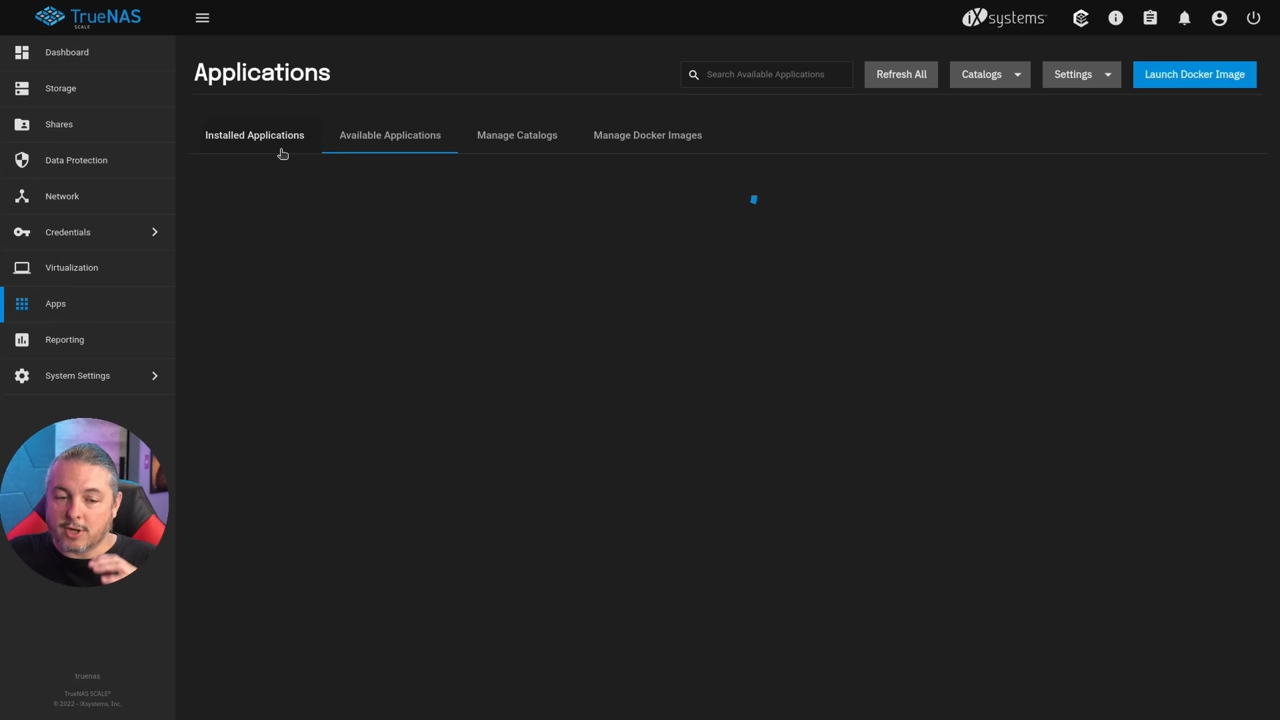 TrueNAS
SCALE
iXsystems
Dashboard
Storage
Shares
Data Protection
Network
Credentials
Virtualization
Apps
Reporting
System Settings
truenas
TrueNAS SCALE®
© 2022 - iXsystems, Inc.
Applications
Search Available Applications
Refresh All
Catalogs
Settings
Launch Docker Image
Installed Applications
Available Applications
Manage Catalogs
Manage Docker Images